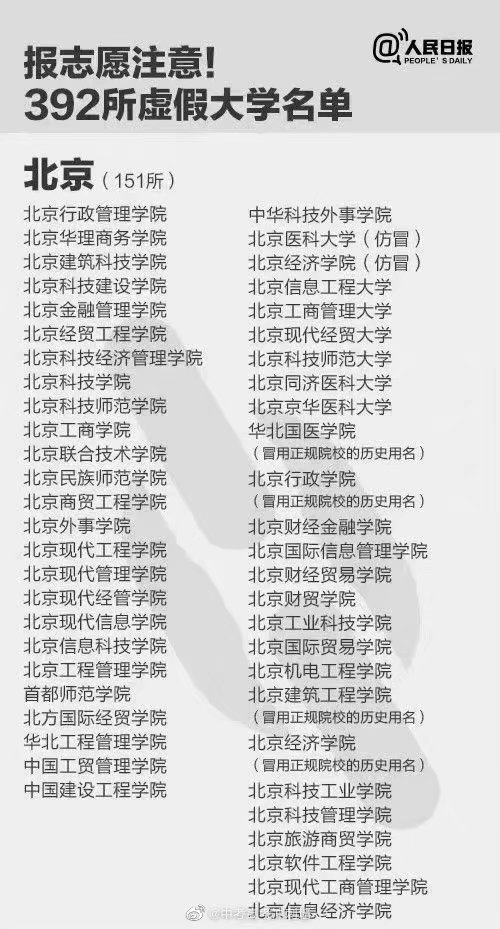 @人民日报
PEOPLE'S DAILY
报志愿注意!
392所虚假大学名单
北京（151所）
北京行政管理学院
北京华理商务学院
北京建筑科技学院
北京科技建设学院
北京金融管理学院
北京经贸工程学院
北京科技经济管理学院
北京科技学院
北京科技师范学院
北京工商学院
北京联合技术学院
北京民族师范学院
北京商贸工程学院
北京外事学院
北京现代工程学院
北京现代管理学院
北京现代经管学院
北京现代信息学院
北京信息科技学院
北京工程管理学院
首都师范学院
北方国际经贸学院
华北工程管理学院
中国工贸管理学院
中国建设工程学院
中华科技外事学院
北京医科大学（仿冒）
北京经济学院（仿冒）
北京信息工程大学
北京工商管理大学
北京现代经贸大学
北京科技师范大学
北京同济医科大学
北京京华医科大学
华北国医学院
（冒用正规院校的历史用名）
北京行政学院
（冒用正规院校的历史用名）
北京财经金融学院
北京国际信息管理学院
北京财经贸易学院
北京财贸学院
北京工业科技学院
北京国际贸易学院
北京机电工程学院
北京建筑工程学院
（冒用正规院校的历史用名）
北京经济学院
（冒用正规院校的历史用名）
北京科技工业学院
北京科技管理学院
北京旅游商贸学院
北京软件工程学院
北京现代工商管理学院
北京信息经济学院